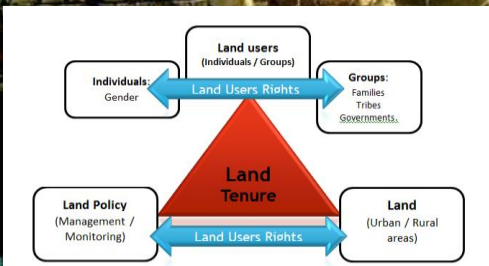 Land users
(Individuals / Groups)
Individuals:
Gender
Land Users Rights
Groups:
Families
Tribes
Governments.
Land
Tenure
Land Policy
(Management /
Monitoring)
Land Users Rights
Land
(Urban / Rural
areas)